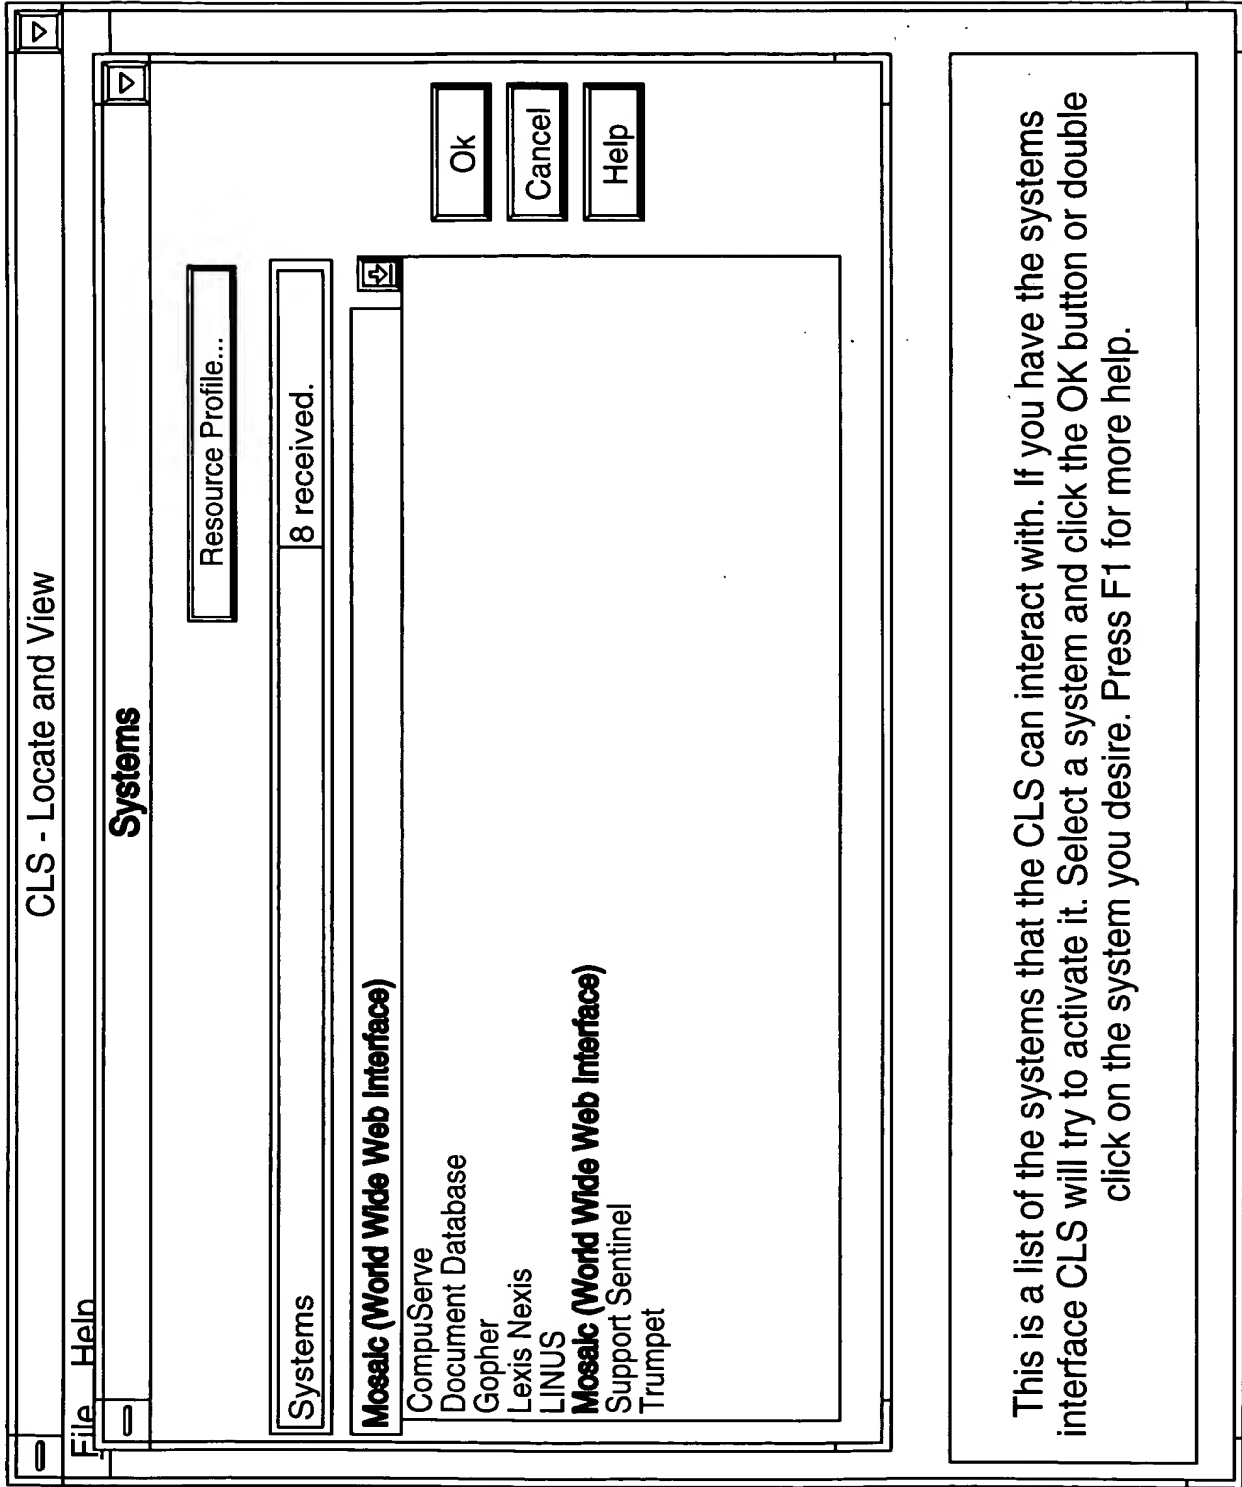 CLS - Locate and View
File Help
Systems
Resource Profile...
Systems 8 received.
Mosaic (World Wide Web Interface)
CompuServe
Document Database
Gopher
Lexis Nexis
LINUS
Mosaic (World Wide Web Interface)
Support Sentinel
Trumpet
Ok
Cancel
Help
This is a list of the systems that the CLS can interact with. If you have the systems
interface CLS will try to activate it. Select a system and click the OK button or double
click on the system you desire. Press F1 for more help.